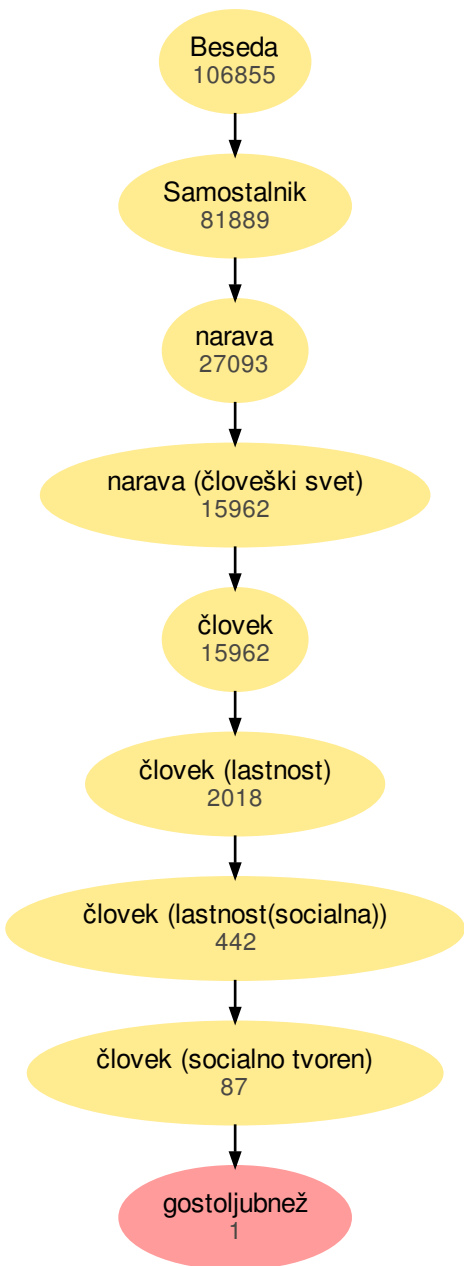 Beseda
106855
Samostalnik
81889
narava
27093
narava (človeški svet)
15962
človek
15962
človek (lastnost)
2018
človek (lastnost(socialna))
442
človek (socialno tvoren)
87
gostoljubnež
1